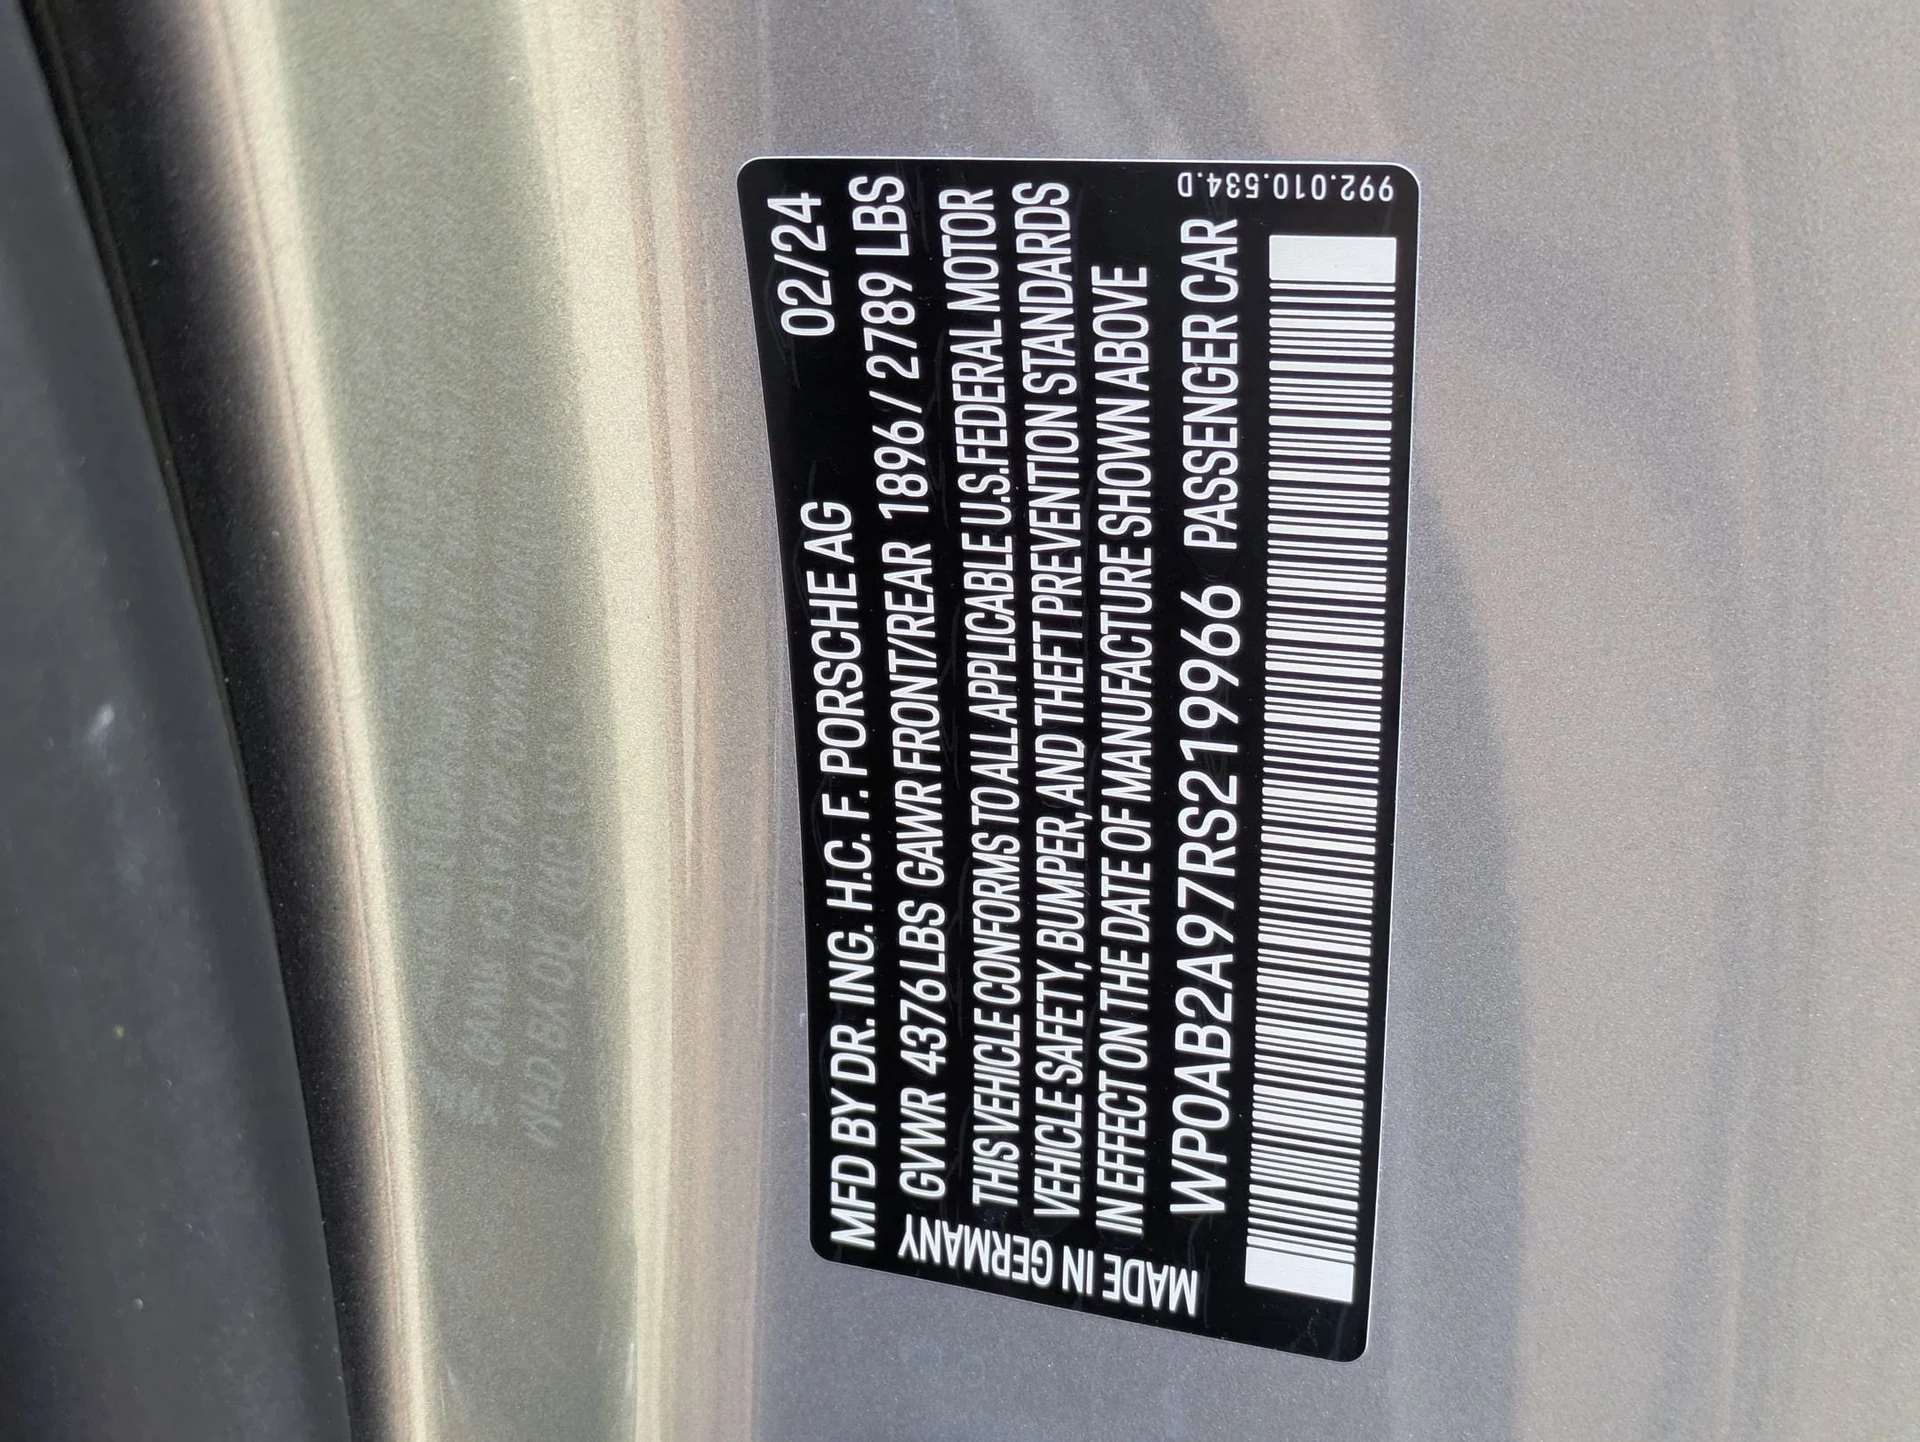 MFD BY DR. ING. H.C. F. PORSCHE AG 02/24
GVWR 4376 LBS GAWR FRONT/REAR 1896 / 2789 LBS
THIS VEHICLE CONFORMS TO ALL APPLICABLE U.S. FEDERAL MOTOR
VEHICLE SAFETY, BUMPER, AND THEFT PREVENTION STANDARDS
IN EFFECT ON THE DATE OF MANUFACTURE SHOWN ABOVE
WP0AB2A97RS219966 PASSENGER CAR
MADE IN GERMANY
992.010.534.D